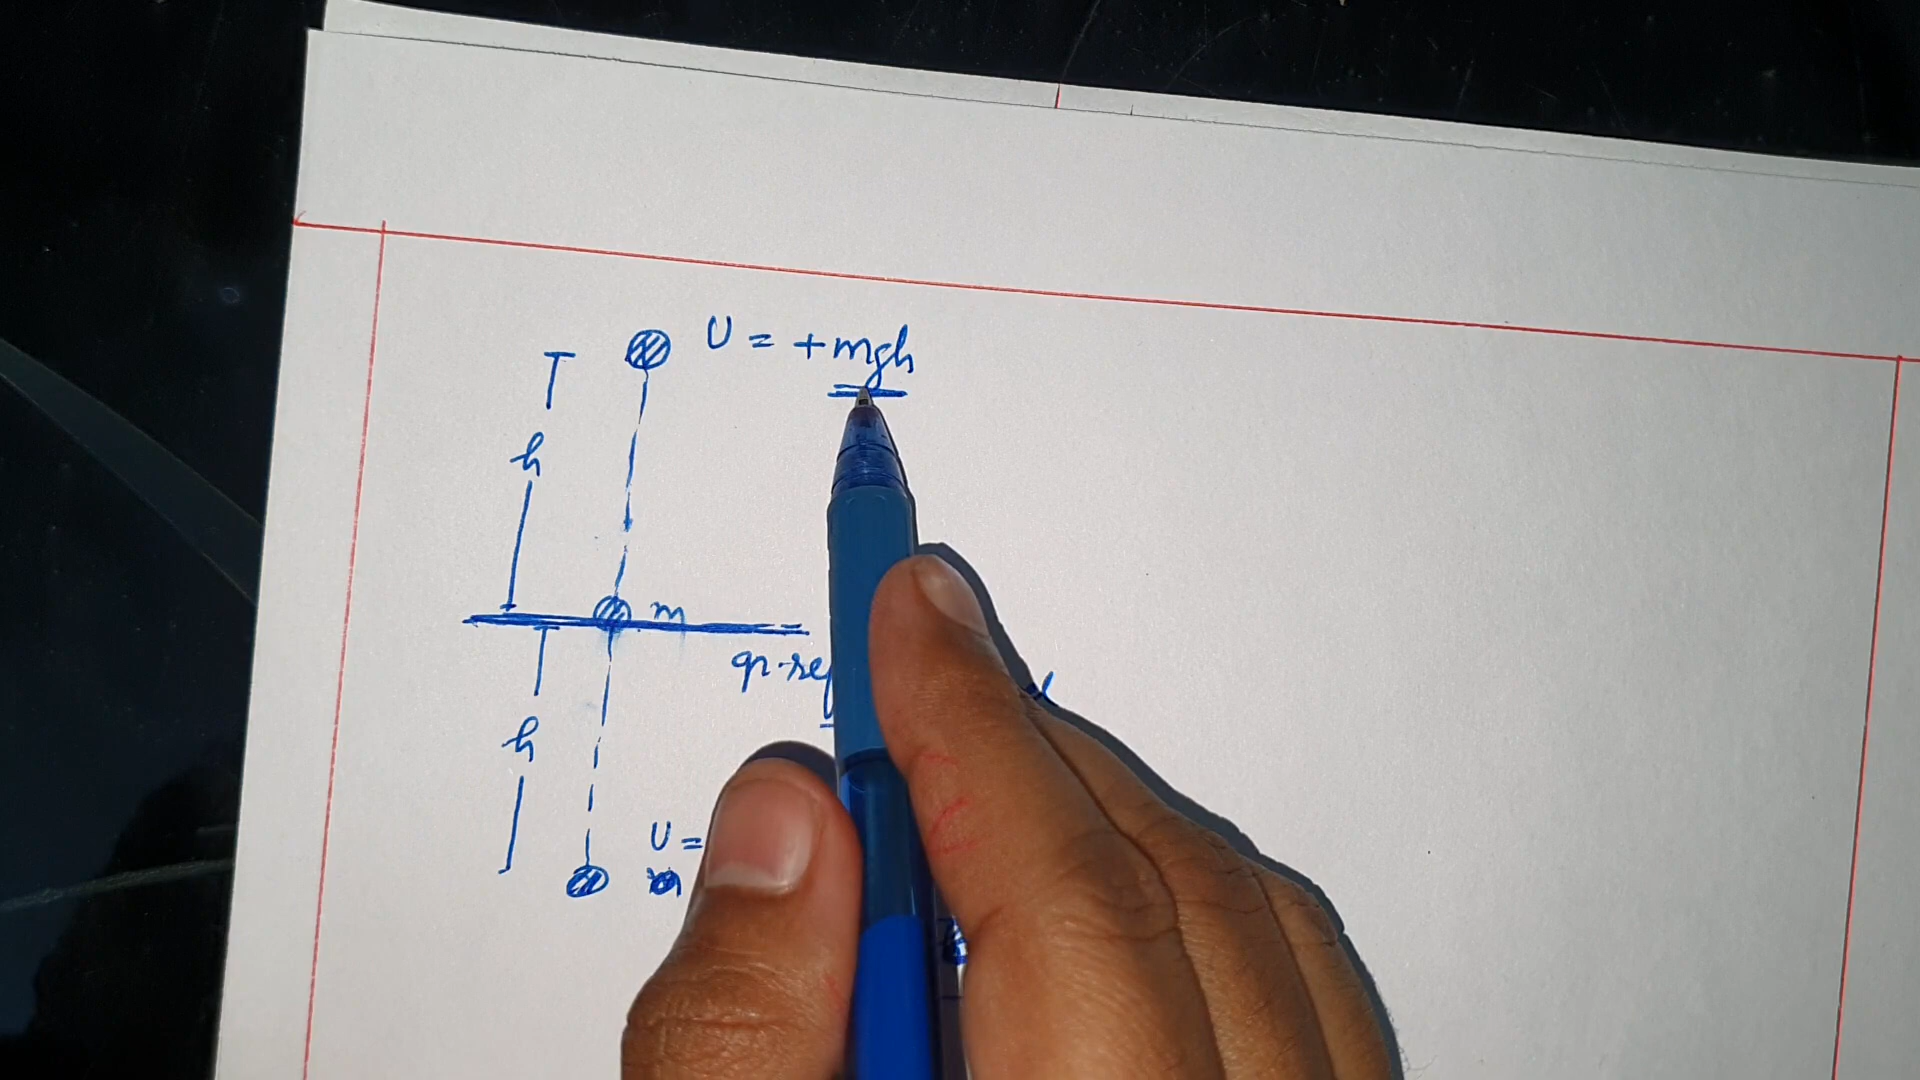 U = +mgh
h
m
h
U =